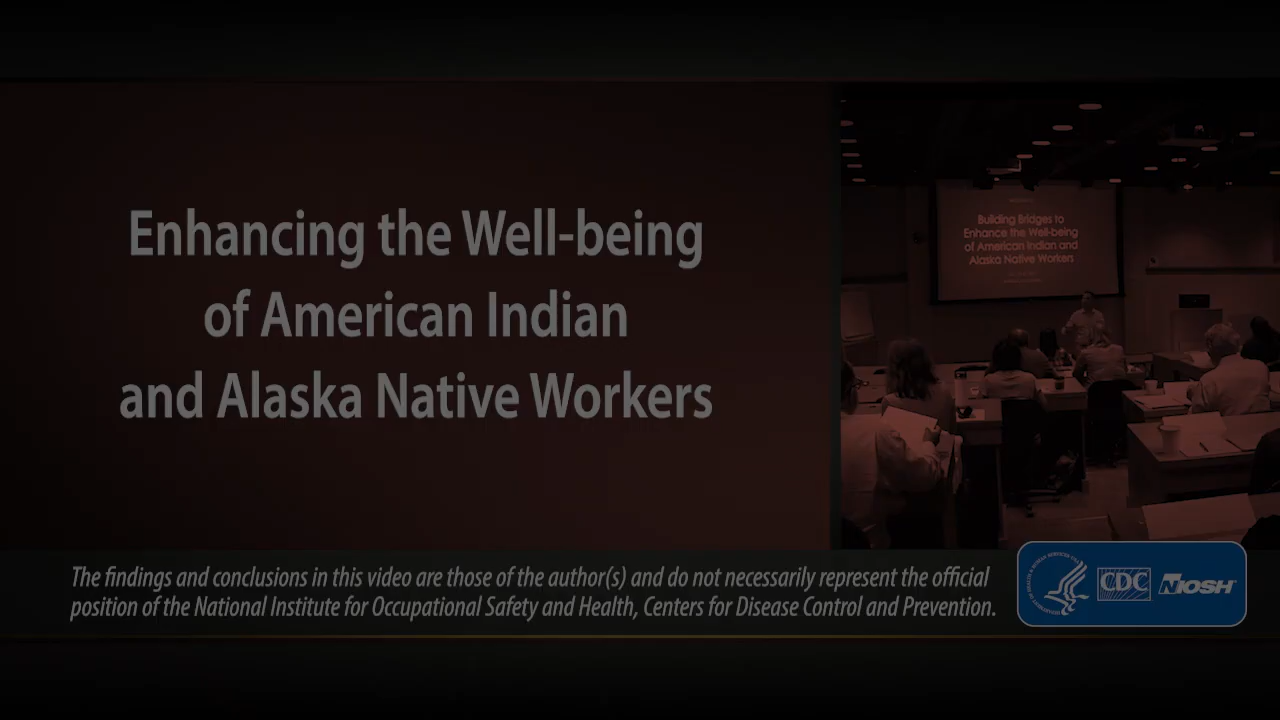 Enhancing the Well-being
of American Indian
and Alaska Native Workers
Building Bridges to
Enhance the Well-being
of American Indian and
Alaska Native Workers
The findings and conclusions in this video are those of the author(s) and do not necessarily represent the official
position of the National Institute for Occupational Safety and Health, Centers for Disease Control and Prevention.
CDC
NIOSH